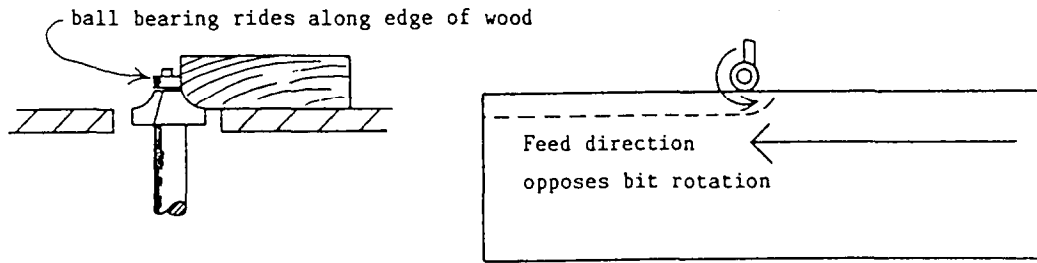 ball bearing rides along edge of wood
Feed direction
opposes bit rotation